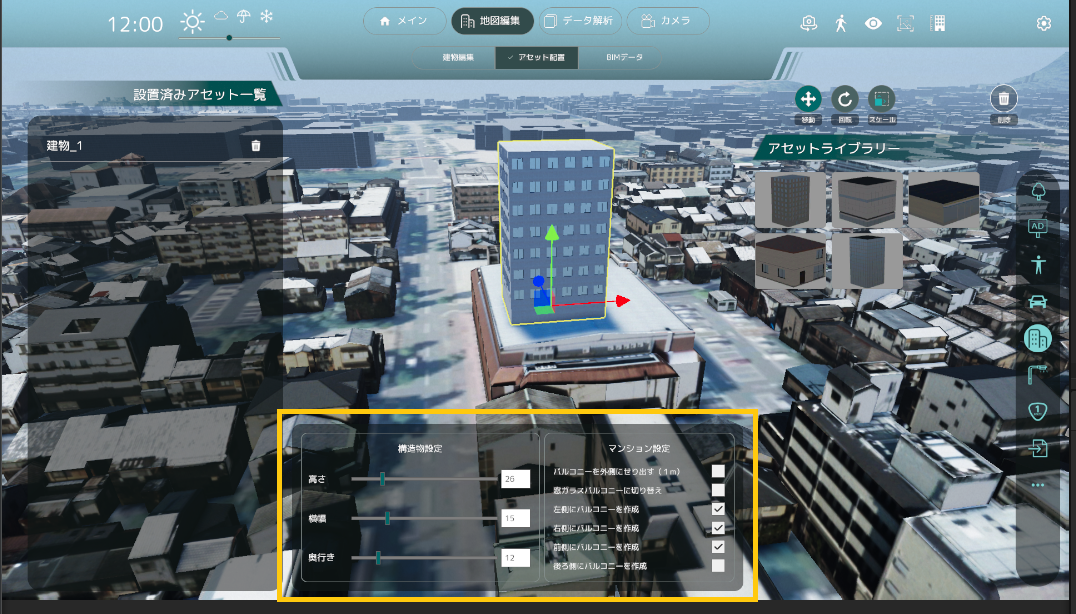 12:00
メイン
地図編集
データ解析
カメラ
建物編集
アセット配置
BIMデータ
設置済みアセット一覧
建物_1
移動
回転
スケール
削除
アセットライブラリー
AD
1
構造物設定
高さ
26
横幅
15
奥行き
12
マンション設定
バルコニーを外側にせり出す（１ｍ）
窓ガラスバルコニーに切り替え
左側にバルコニーを作成
右側にバルコニーを作成
前側にバルコニーを作成
後ろ側にバルコニーを作成